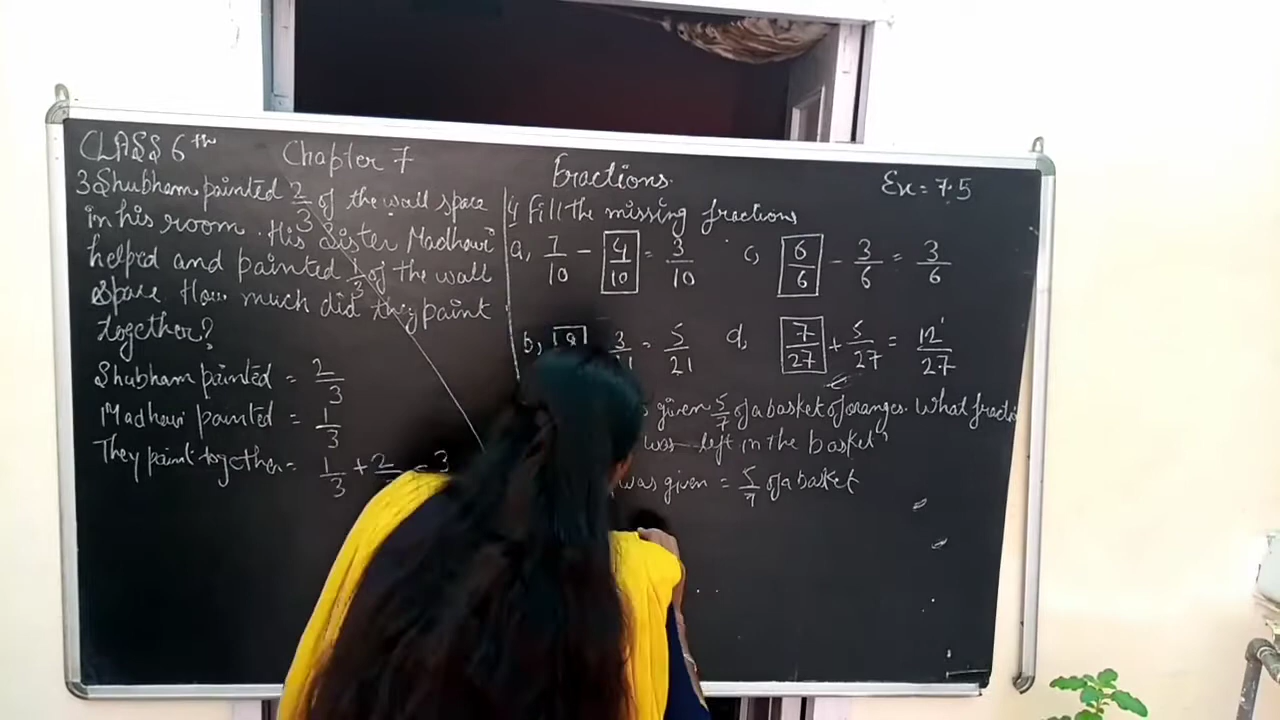 CLASS 6th Chapter 7 Fractions. Ex = 7.5
3 Shubham painted 2/3 of the wall space
in his room. His Sister Madhavi
helped and painted 1/3 of the wall
space. How much did they paint
together?
Shubham painted = 2/3
Madhavi painted = 1/3
They paint together = 1/3 + 2/ = 3
4 Fill the missing fractions
a, 7/10 - 4/10 = 3/10
c, 6/6 - 3/6 = 3/6
b, 8 3/21 = 5/21
d, 7/27 + 5/27 = 12/27
given 5/7 of a basket of oranges. What fracti
was left in the basket
was given = 5/7 of a basket